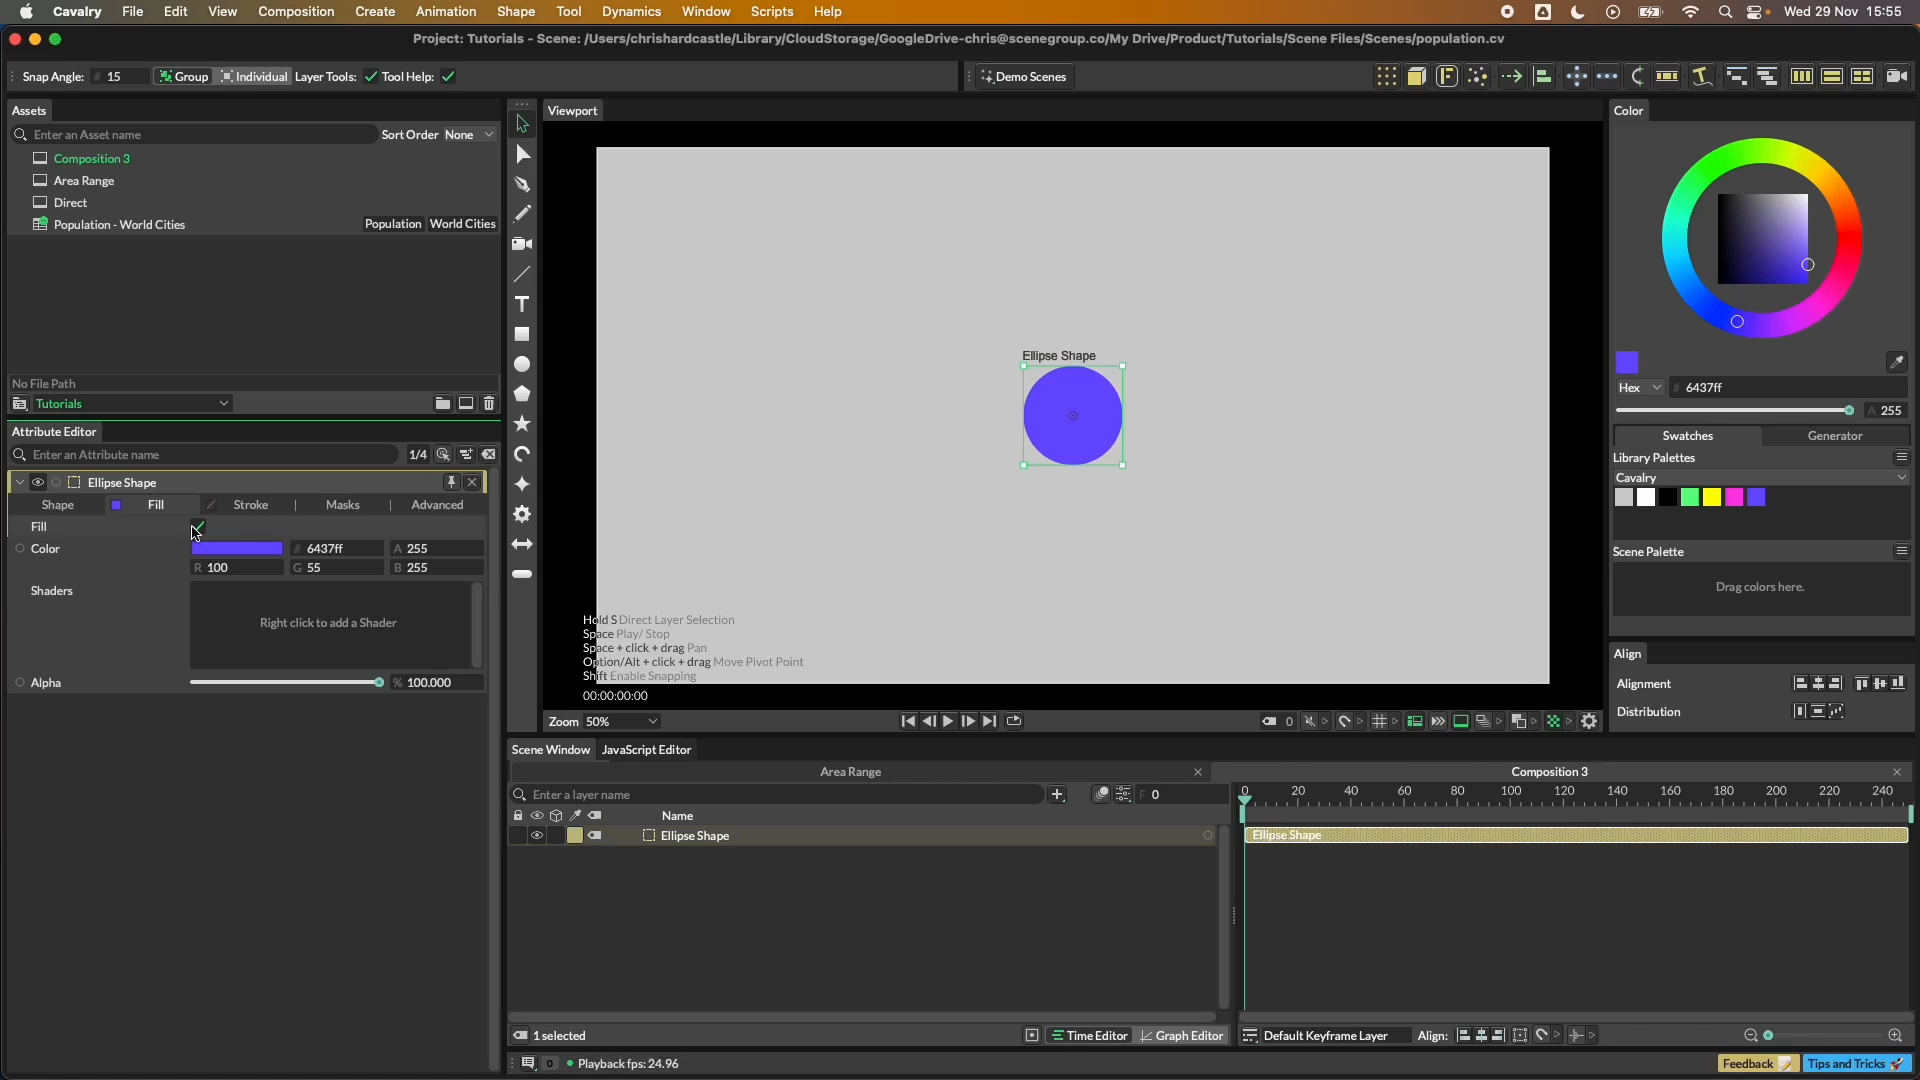 Cavalry File Edit View Composition Create Animation Shape Tool Dynamics Window Scripts Help Wed 29 Nov 15:55
Project: Tutorials - Scene: /Users/chrishardcastle/Library/CloudStorage/GoogleDrive-chris@scenegroup.co/My Drive/Product/Tutorials/Scene Files/Scenes/population.cv
Snap Angle: # 15 Group Individual Layer Tools: Tool Help: Demo Scenes
Assets
Enter an Asset name Sort Order None
Composition 3
Area Range
Direct
Population - World Cities Population World Cities
No File Path
Tutorials
Attribute Editor
Enter an Attribute name 1/4
Ellipse Shape
Shape Fill Stroke Masks Advanced
Fill
Color # 6437ff A 255
R 100 G 55 B 255
Shaders
Right click to add a Shader
Alpha % 100.000
Viewport
Ellipse Shape
Hold S Direct Layer Selection
Space Play/ Stop
Space + click + drag Pan
Option/Alt + click + drag Move Pivot Point
Shift Enable Snapping
00:00:00:00
Zoom 50% 0
Color
Hex # 6437ff
A 255
Swatches Generator
Library Palettes
Cavalry
Scene Palette
Drag colors here.
Align
Alignment
Distribution
Scene Window JavaScript Editor
Area Range Composition 3
Enter a layer name F 0
0 20 40 60 80 100 120 140 160 180 200 220 240
Name
Ellipse Shape Ellipse Shape
1 selected Time Editor Graph Editor Default Keyframe Layer Align:
0 Playback fps: 24.96 Feedback Tips and Tricks